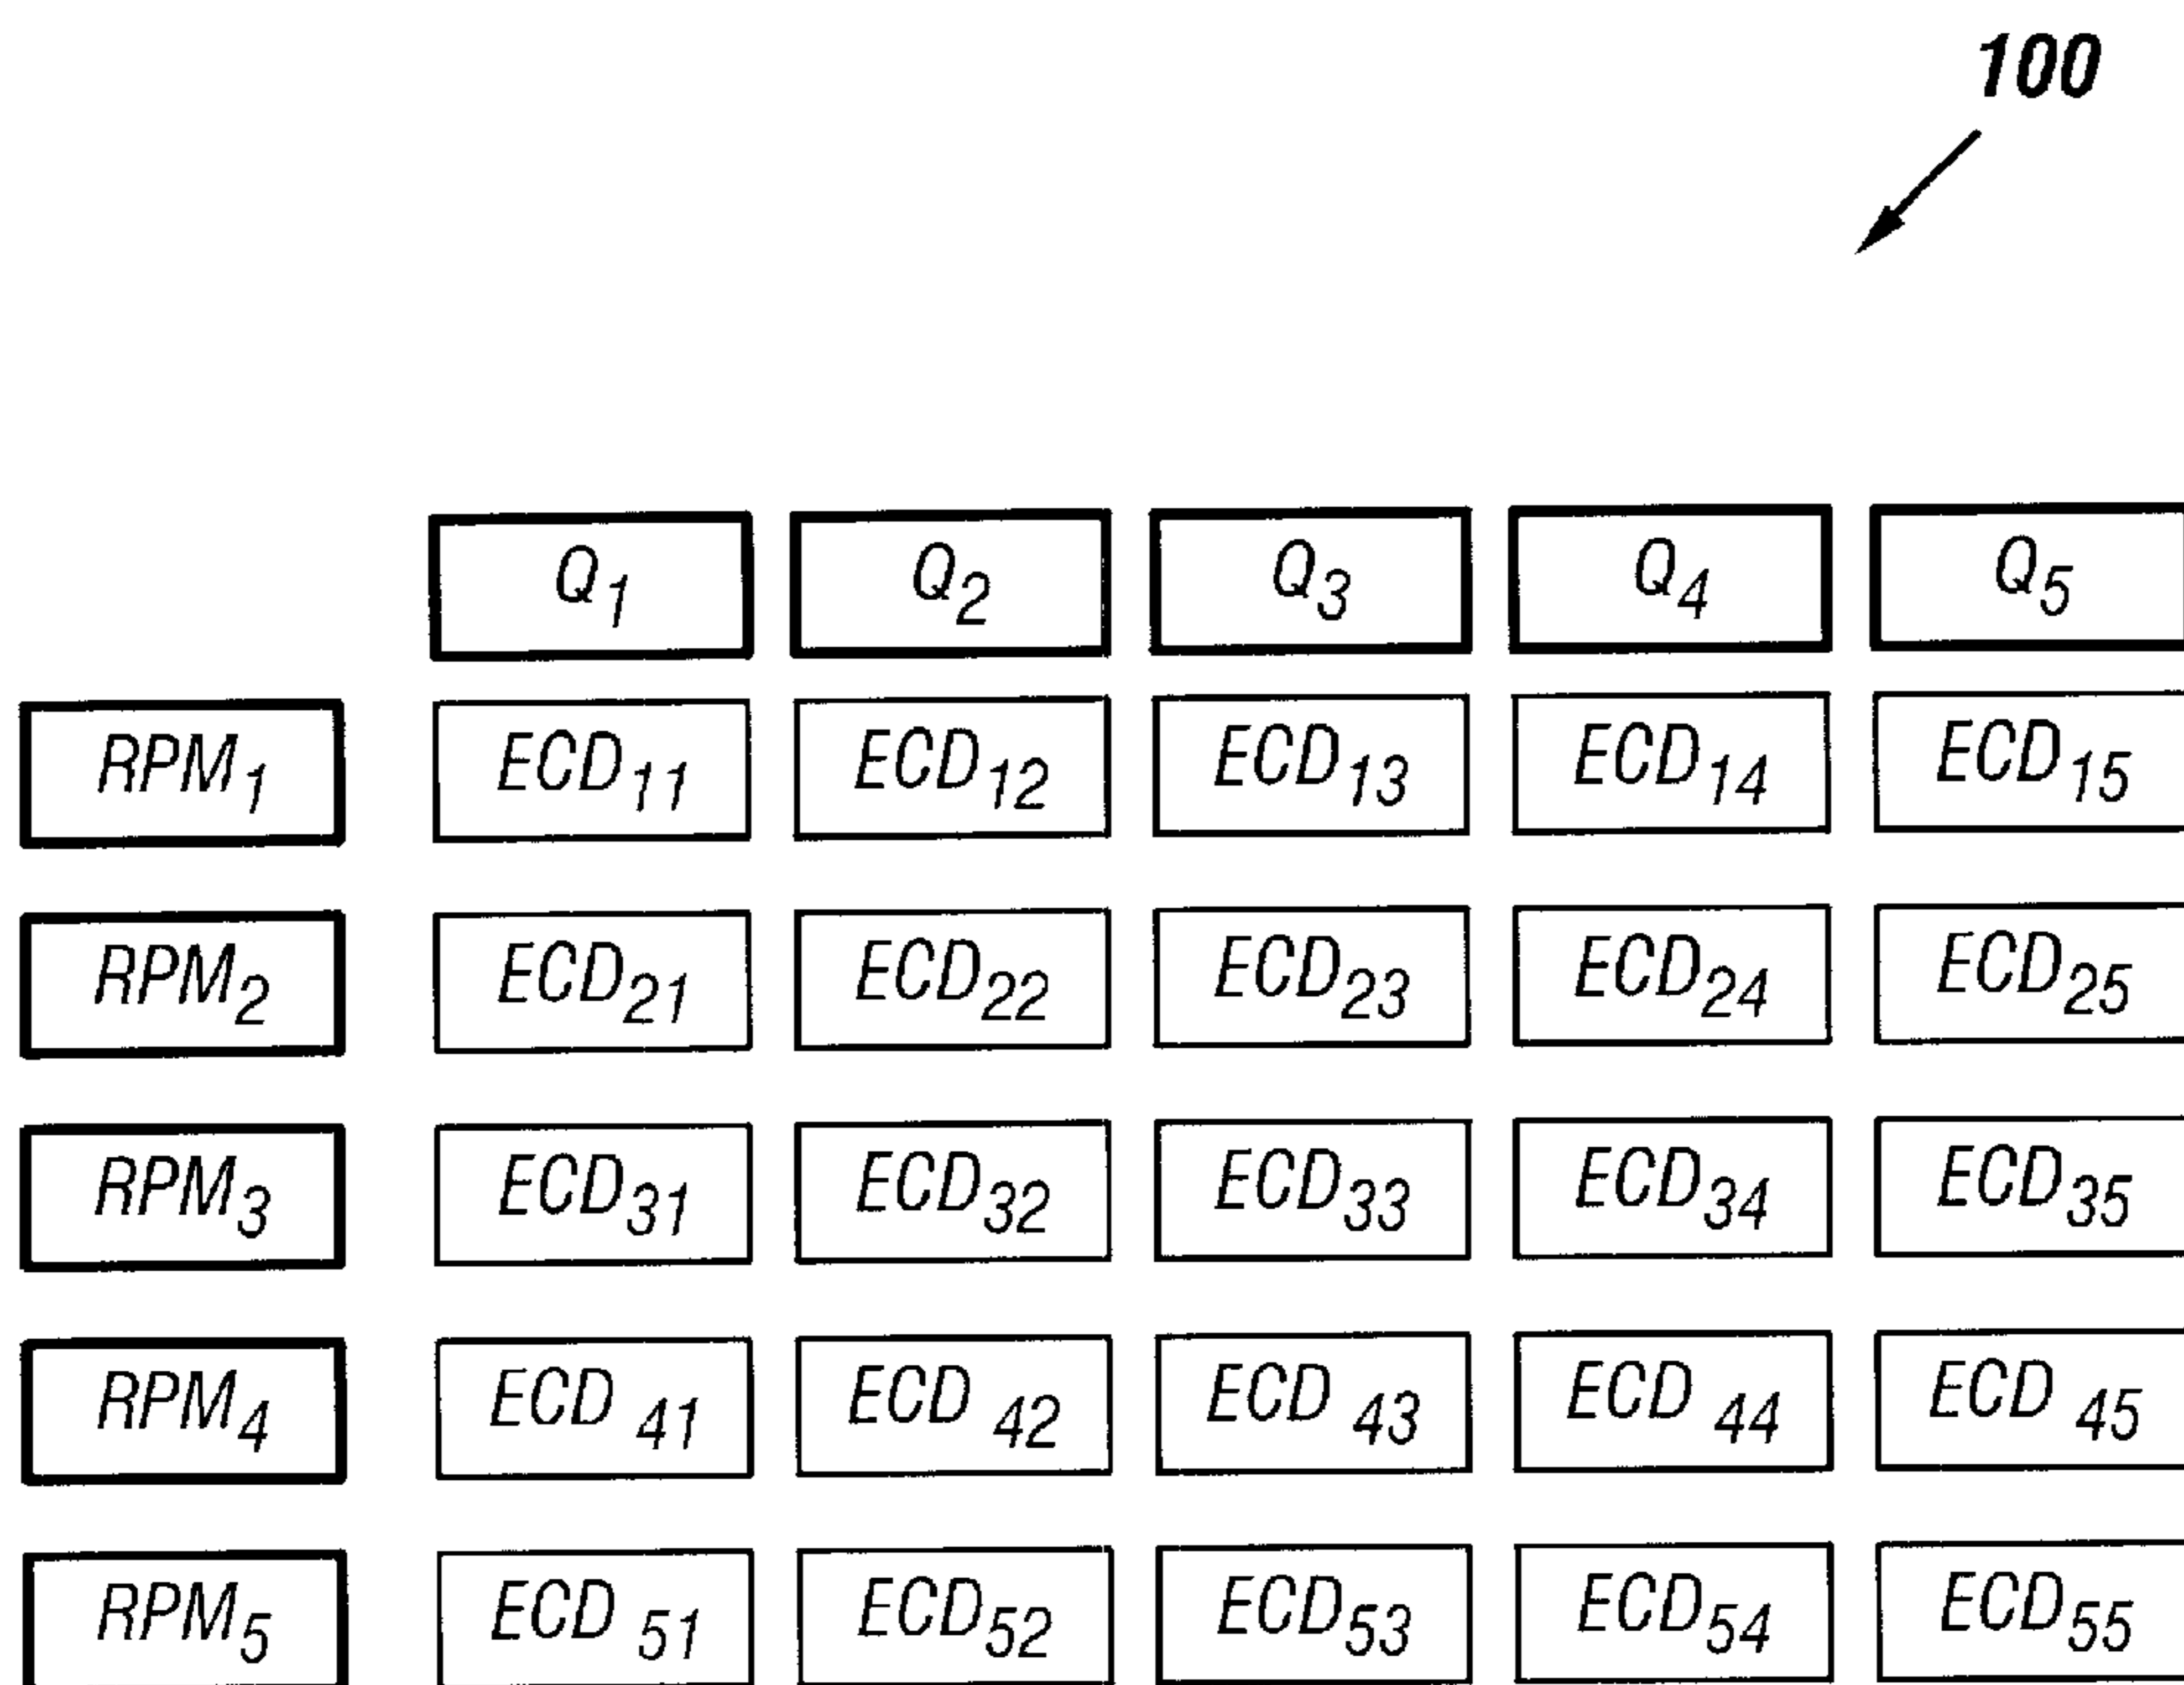 100
Q1 Q2 Q3 Q4 Q5
RPM1 ECD11 ECD12 ECD13 ECD14 ECD15
RPM2 ECD21 ECD22 ECD23 ECD24 ECD25
RPM3 ECD31 ECD32 ECD33 ECD34 ECD35
RPM4 ECD 41 ECD 42 ECD 43 ECD 44 ECD 45
RPM5 ECD 51 ECD52 ECD53 ECD54 ECD55